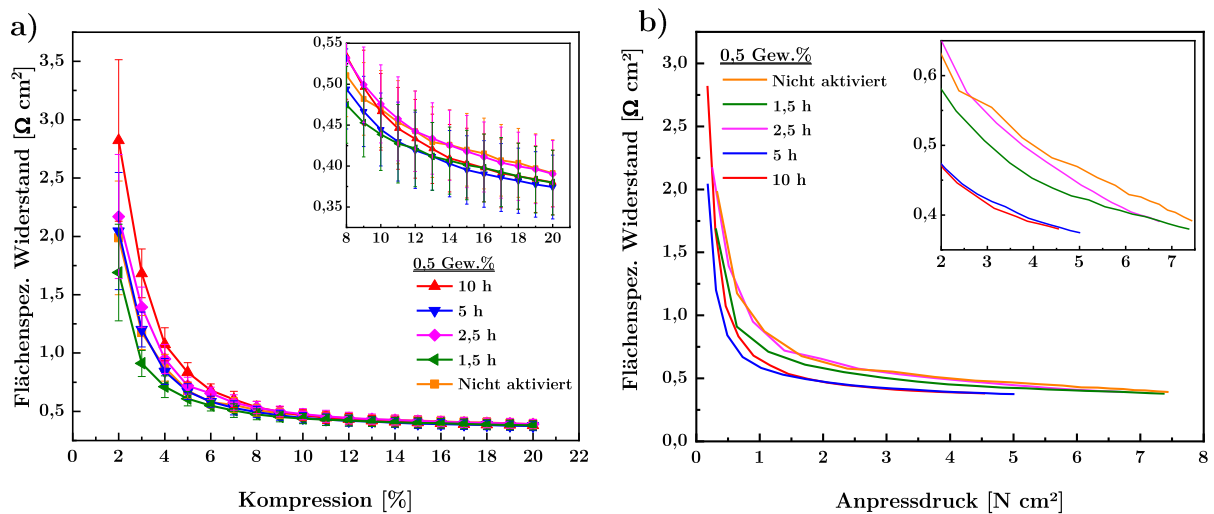 a)
Flächenspez. Widerstand [Ω cm²]
3,5
3,0
2,5
2,0
1,5
1,0
0,5
0 2 4 6 8 10 12 14 16 18 20 22
Kompression [%]
0,55
0,50
0,45
0,40
0,35
8 10 12 14 16 18 20
0,5 Gew.%
10 h
5 h
2,5 h
1,5 h
Nicht aktiviert
b)
Flächenspez. Widerstand [Ω cm²]
3,0
2,5
2,0
1,5
1,0
0,5
0,0
0 1 2 3 4 5 6 7 8
Anpressdruck [N cm²]
0,5 Gew.%
Nicht aktiviert
1,5 h
2,5 h
5 h
10 h
0,6
0,5
0,4
2 3 4 5 6 7